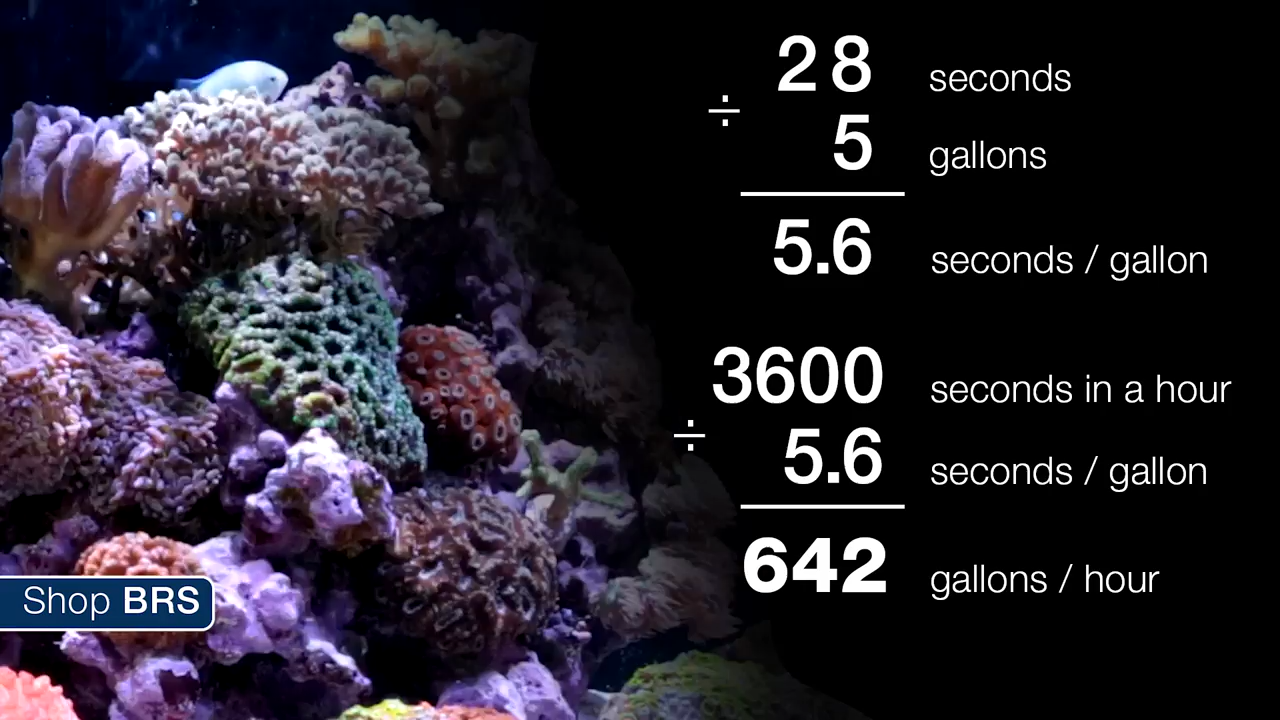 28 seconds
÷
5 gallons
5.6 seconds / gallon
3600 seconds in a hour
÷
5.6 seconds / gallon
642 gallons / hour
Shop BRS